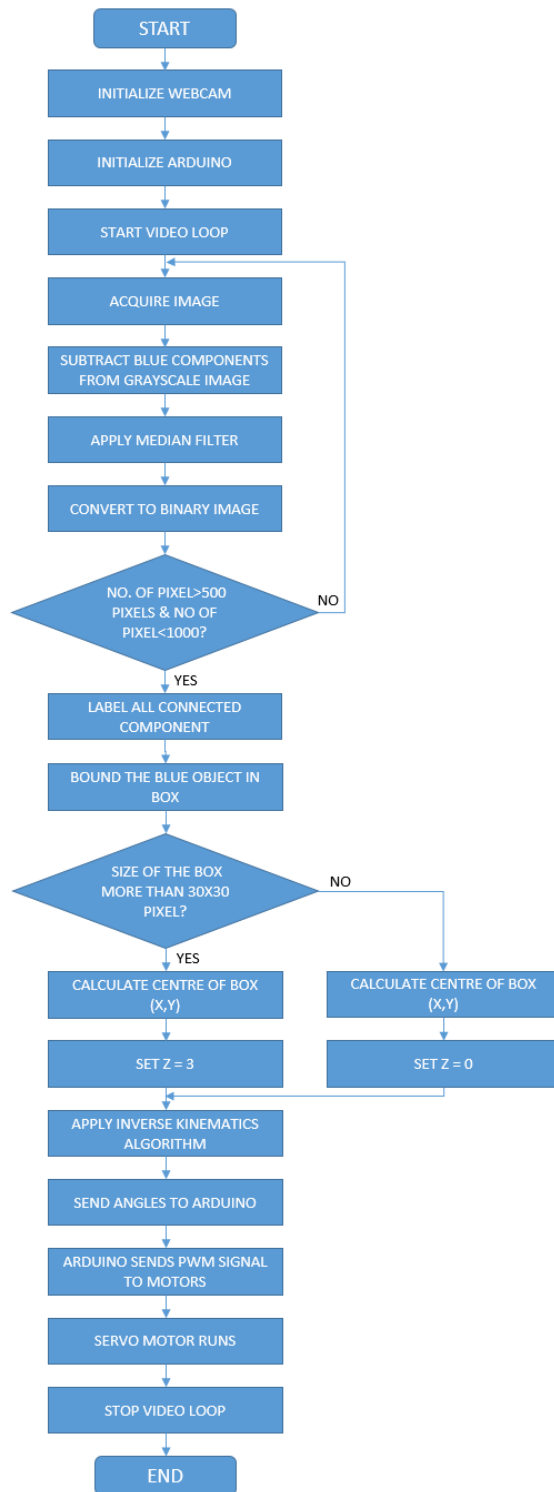 START
INITIALIZE WEBCAM
INITIALIZE ARDUINO
START VIDEO LOOP
ACQUIRE IMAGE
SUBTRACT BLUE COMPONENTS
FROM GRAYSCALE IMAGE
APPLY MEDIAN FILTER
CONVERT TO BINARY IMAGE
NO. OF PIXEL>500
PIXELS & NO OF
PIXEL<1000?
NO
YES
LABEL ALL CONNECTED
COMPONENT
BOUND THE BLUE OBJECT IN
BOX
SIZE OF THE BOX
MORE THAN 30X30
PIXEL?
NO
YES
CALCULATE CENTRE OF BOX
(X,Y)
CALCULATE CENTRE OF BOX
(X,Y)
SET Z = 3
SET Z = 0
APPLY INVERSE KINEMATICS
ALGORITHM
SEND ANGLES TO ARDUINO
ARDUINO SENDS PWM SIGNAL
TO MOTORS
SERVO MOTOR RUNS
STOP VIDEO LOOP
END